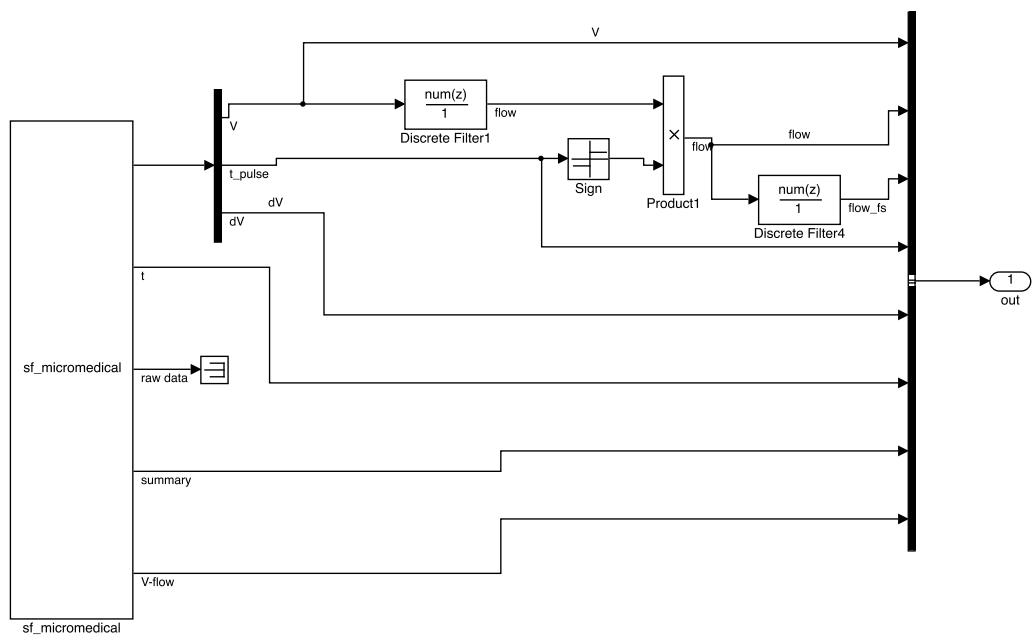 V
num(z)
1
flow
V
Discrete Filter1
×
flow
flow
t_pulse
Sign
Product1
num(z)
1
flow_fs
Discrete Filter4
dV
dV
t
1
out
sf_micromedical
raw data
summary
V-flow
sf_micromedical